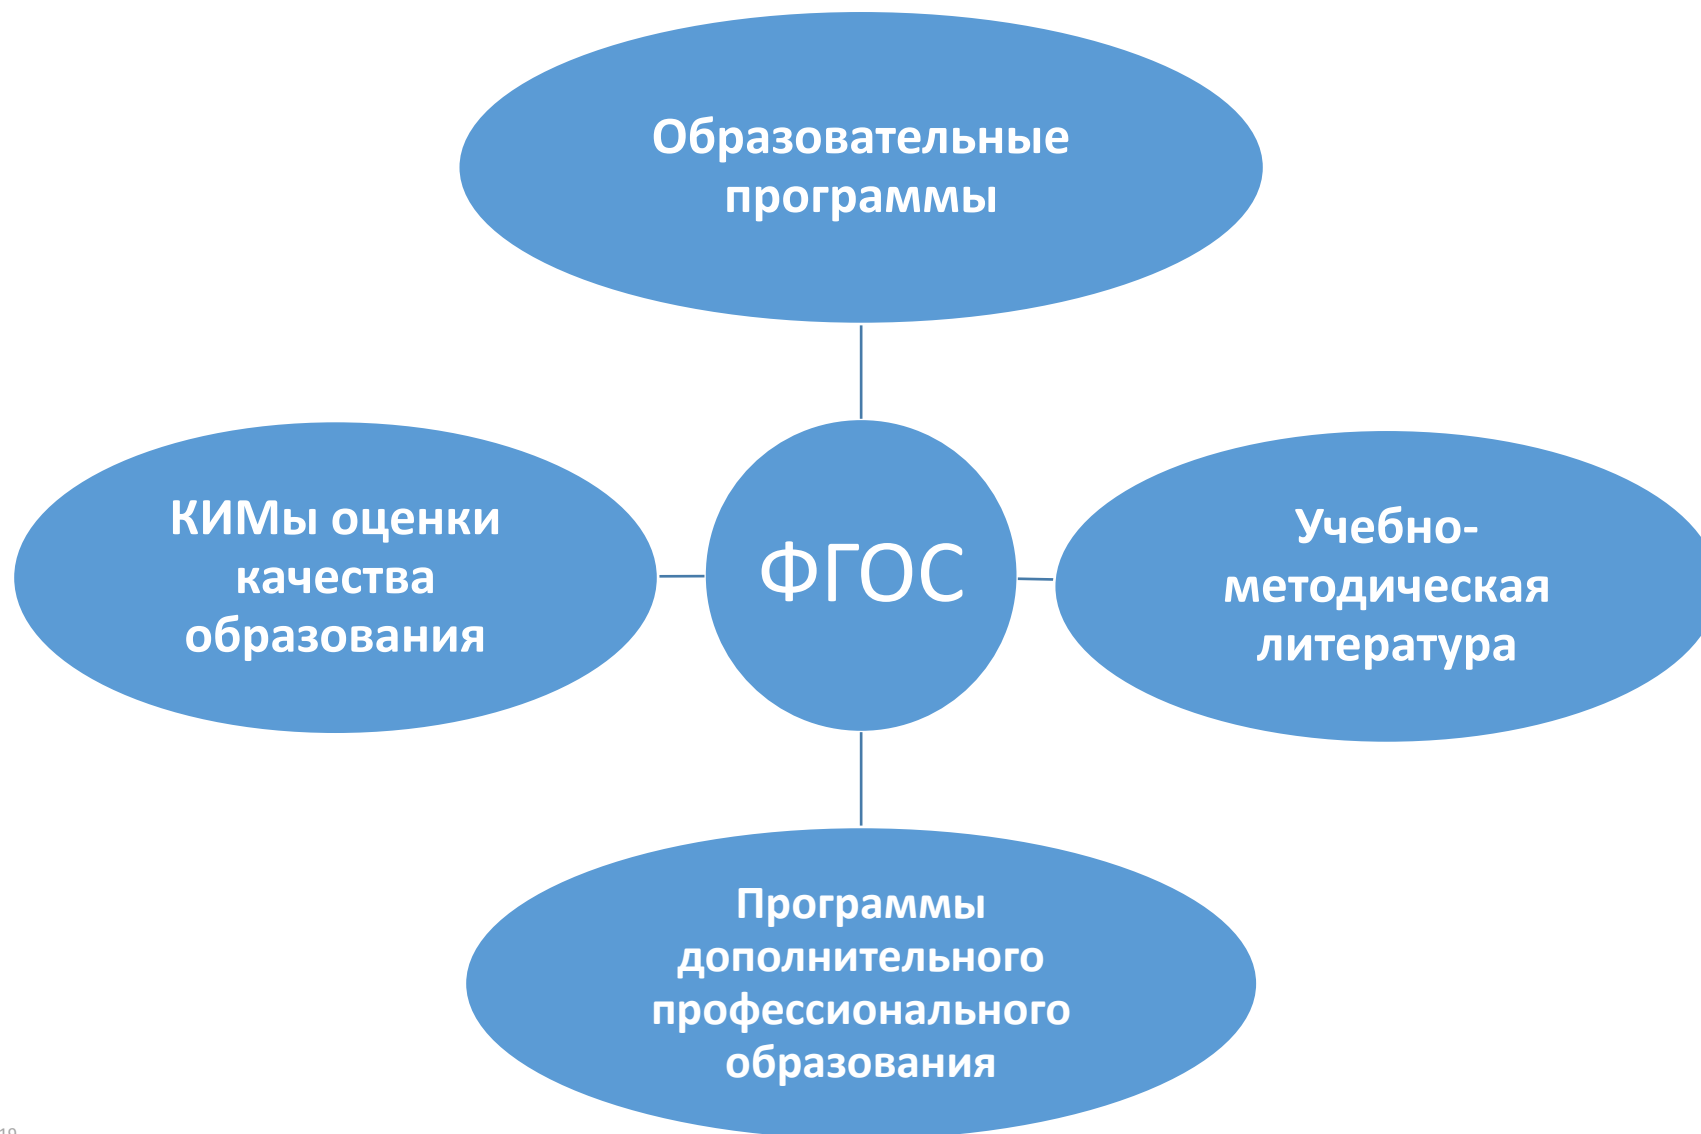 Образовательные
программы
КИМы оценки
качества
образования
ФГОС
Учебно-
методическая
литература
Программы
дополнительного
профессионального
образования